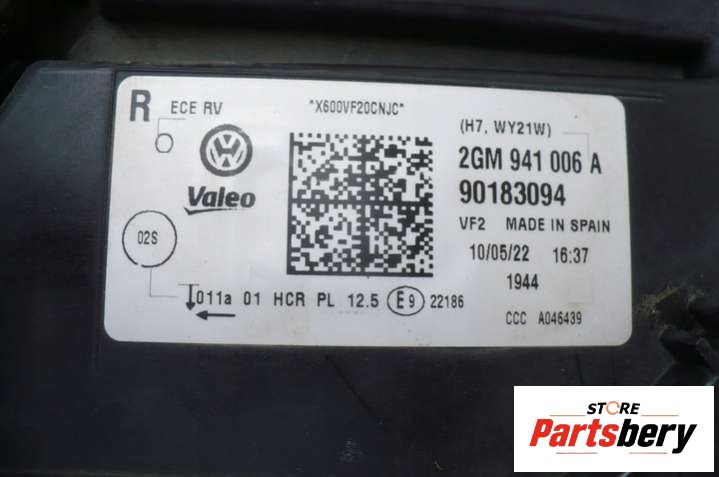 R ECE RV *X600VF20CNJC*
(H7, WY21W)
Valeo
2GM 941 006 A
90183094
VF2 MADE IN SPAIN
02S
10/05/22 16:37
1944
011a 01 HCR PL 12.5 E9 22186
CCC A046439
STORE
Partsbery